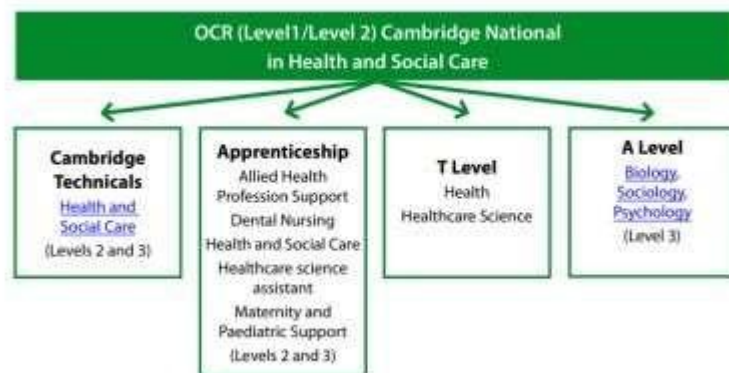 OCR (Level1/Level 2) Cambridge National
in Health and Social Care
Cambridge
Technicals
Health and
Social Care
(Levels 2 and 3)
Apprenticeship
Allied Health
Profession Support
Dental Nursing
Health and Social Care
Healthcare science
assistant
Maternity and
Paediatric Support
(Levels 2 and 3)
T Level
Health
Healthcare Science
A Level
Biology,
Sociology,
Psychology
(Level 3)